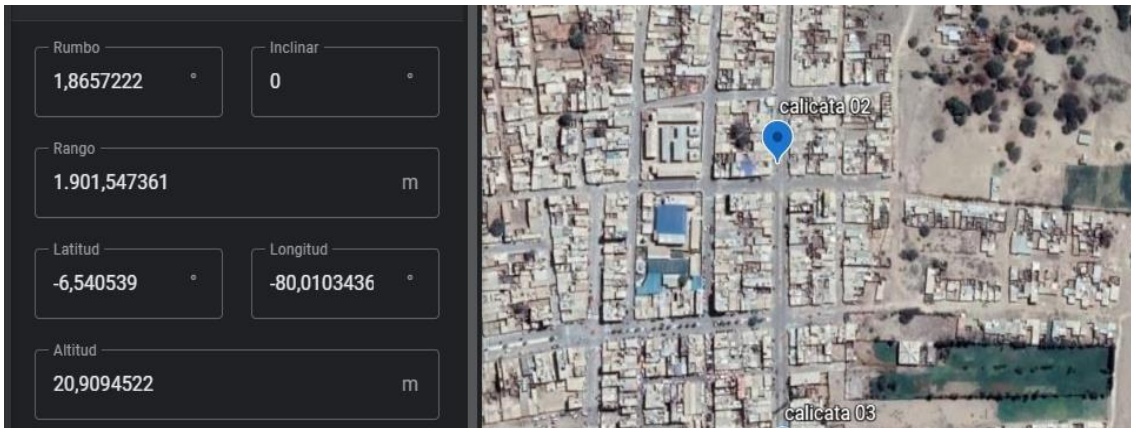 Rumbo
1,8657222 °
Inclinar
0 °
Rango
1.901,547361 m
Latitud
-6,540539 °
Longitud
-80,0103436 °
Altitud
20,9094522 m
calicata 02
calicata 03